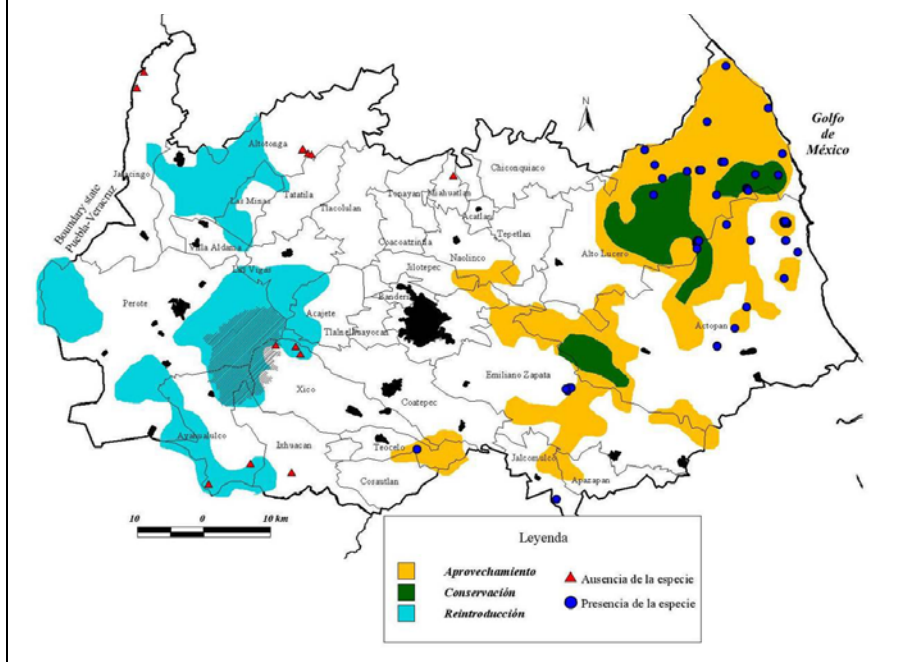 N
Golfo
de
México
Boundary state
Puebla-Veracruz
Jalacingo
Altotonga
Las Minas
Tatatila
Tlacolulan
Villa Aldama
Las Vigas
Perote
Acajete
Tonayan
Miahuatlan
Chiconquiaco
Acatlan
Tepetlan
Coacoatzintla
Naolinco
Jilotepec
Alto Lucero
Actopan
Tlalnelhuayocan
Emiliano Zapata
Xico
Coatepec
Ayahualulco
Ixhuacan
Teocelo
Cosautlan
Jalcomulco
Apazapan
10 0 10 km
Leyenda
Aprovechamiento
Conservación
Reintroducción
Ausencia de la especie
Presencia de la especie